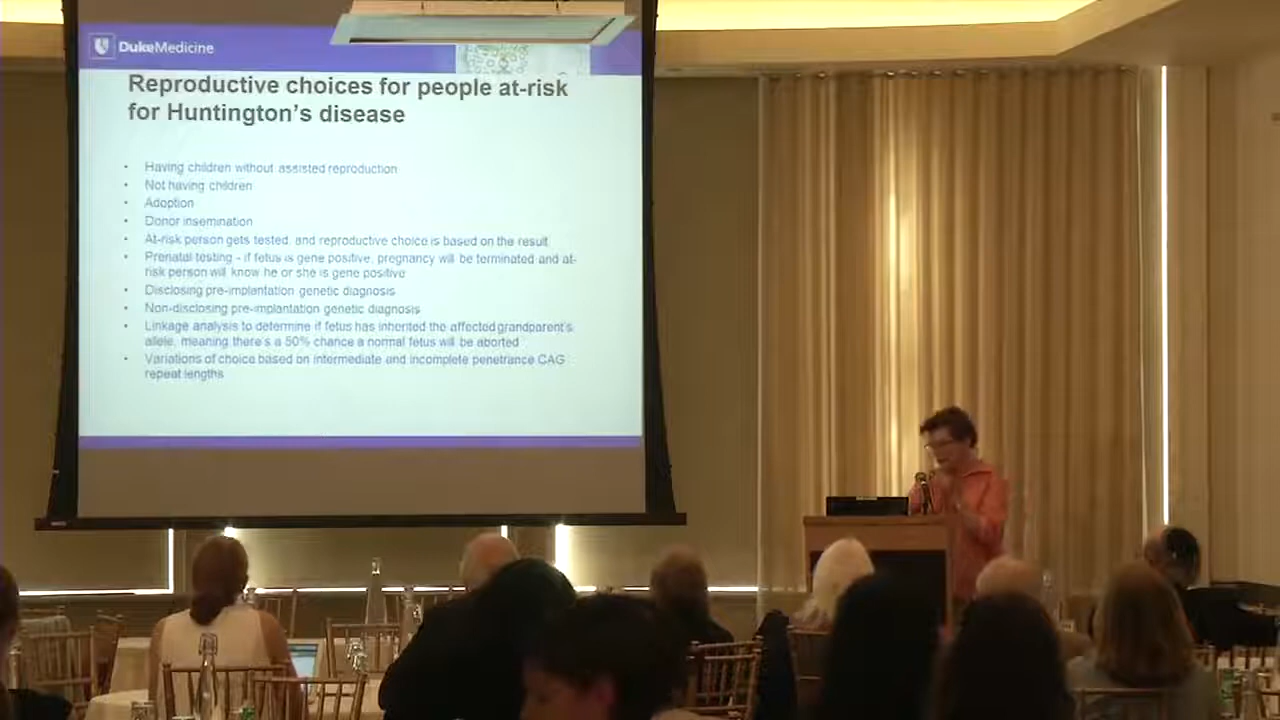 DukeMedicine
Reproductive choices for people at-risk
for Huntington's disease
• Having children without assisted reproduction
• Not having children
• Adoption
• Donor insemination
• At-risk person gets tested, and reproductive choice is based on the result
• Prenatal testing - if fetus is gene positive, pregnancy will be terminated and at-
risk person will know he or she is gene positive
• Disclosing pre-implantation genetic diagnosis
• Non-disclosing pre-implantation genetic diagnosis
• Linkage analysis to determine if fetus has inherited the affected grandparent's
allele, meaning there's a 50% chance a normal fetus will be aborted
• Variations of choice based on intermediate and incomplete penetrance CAG
repeat lengths